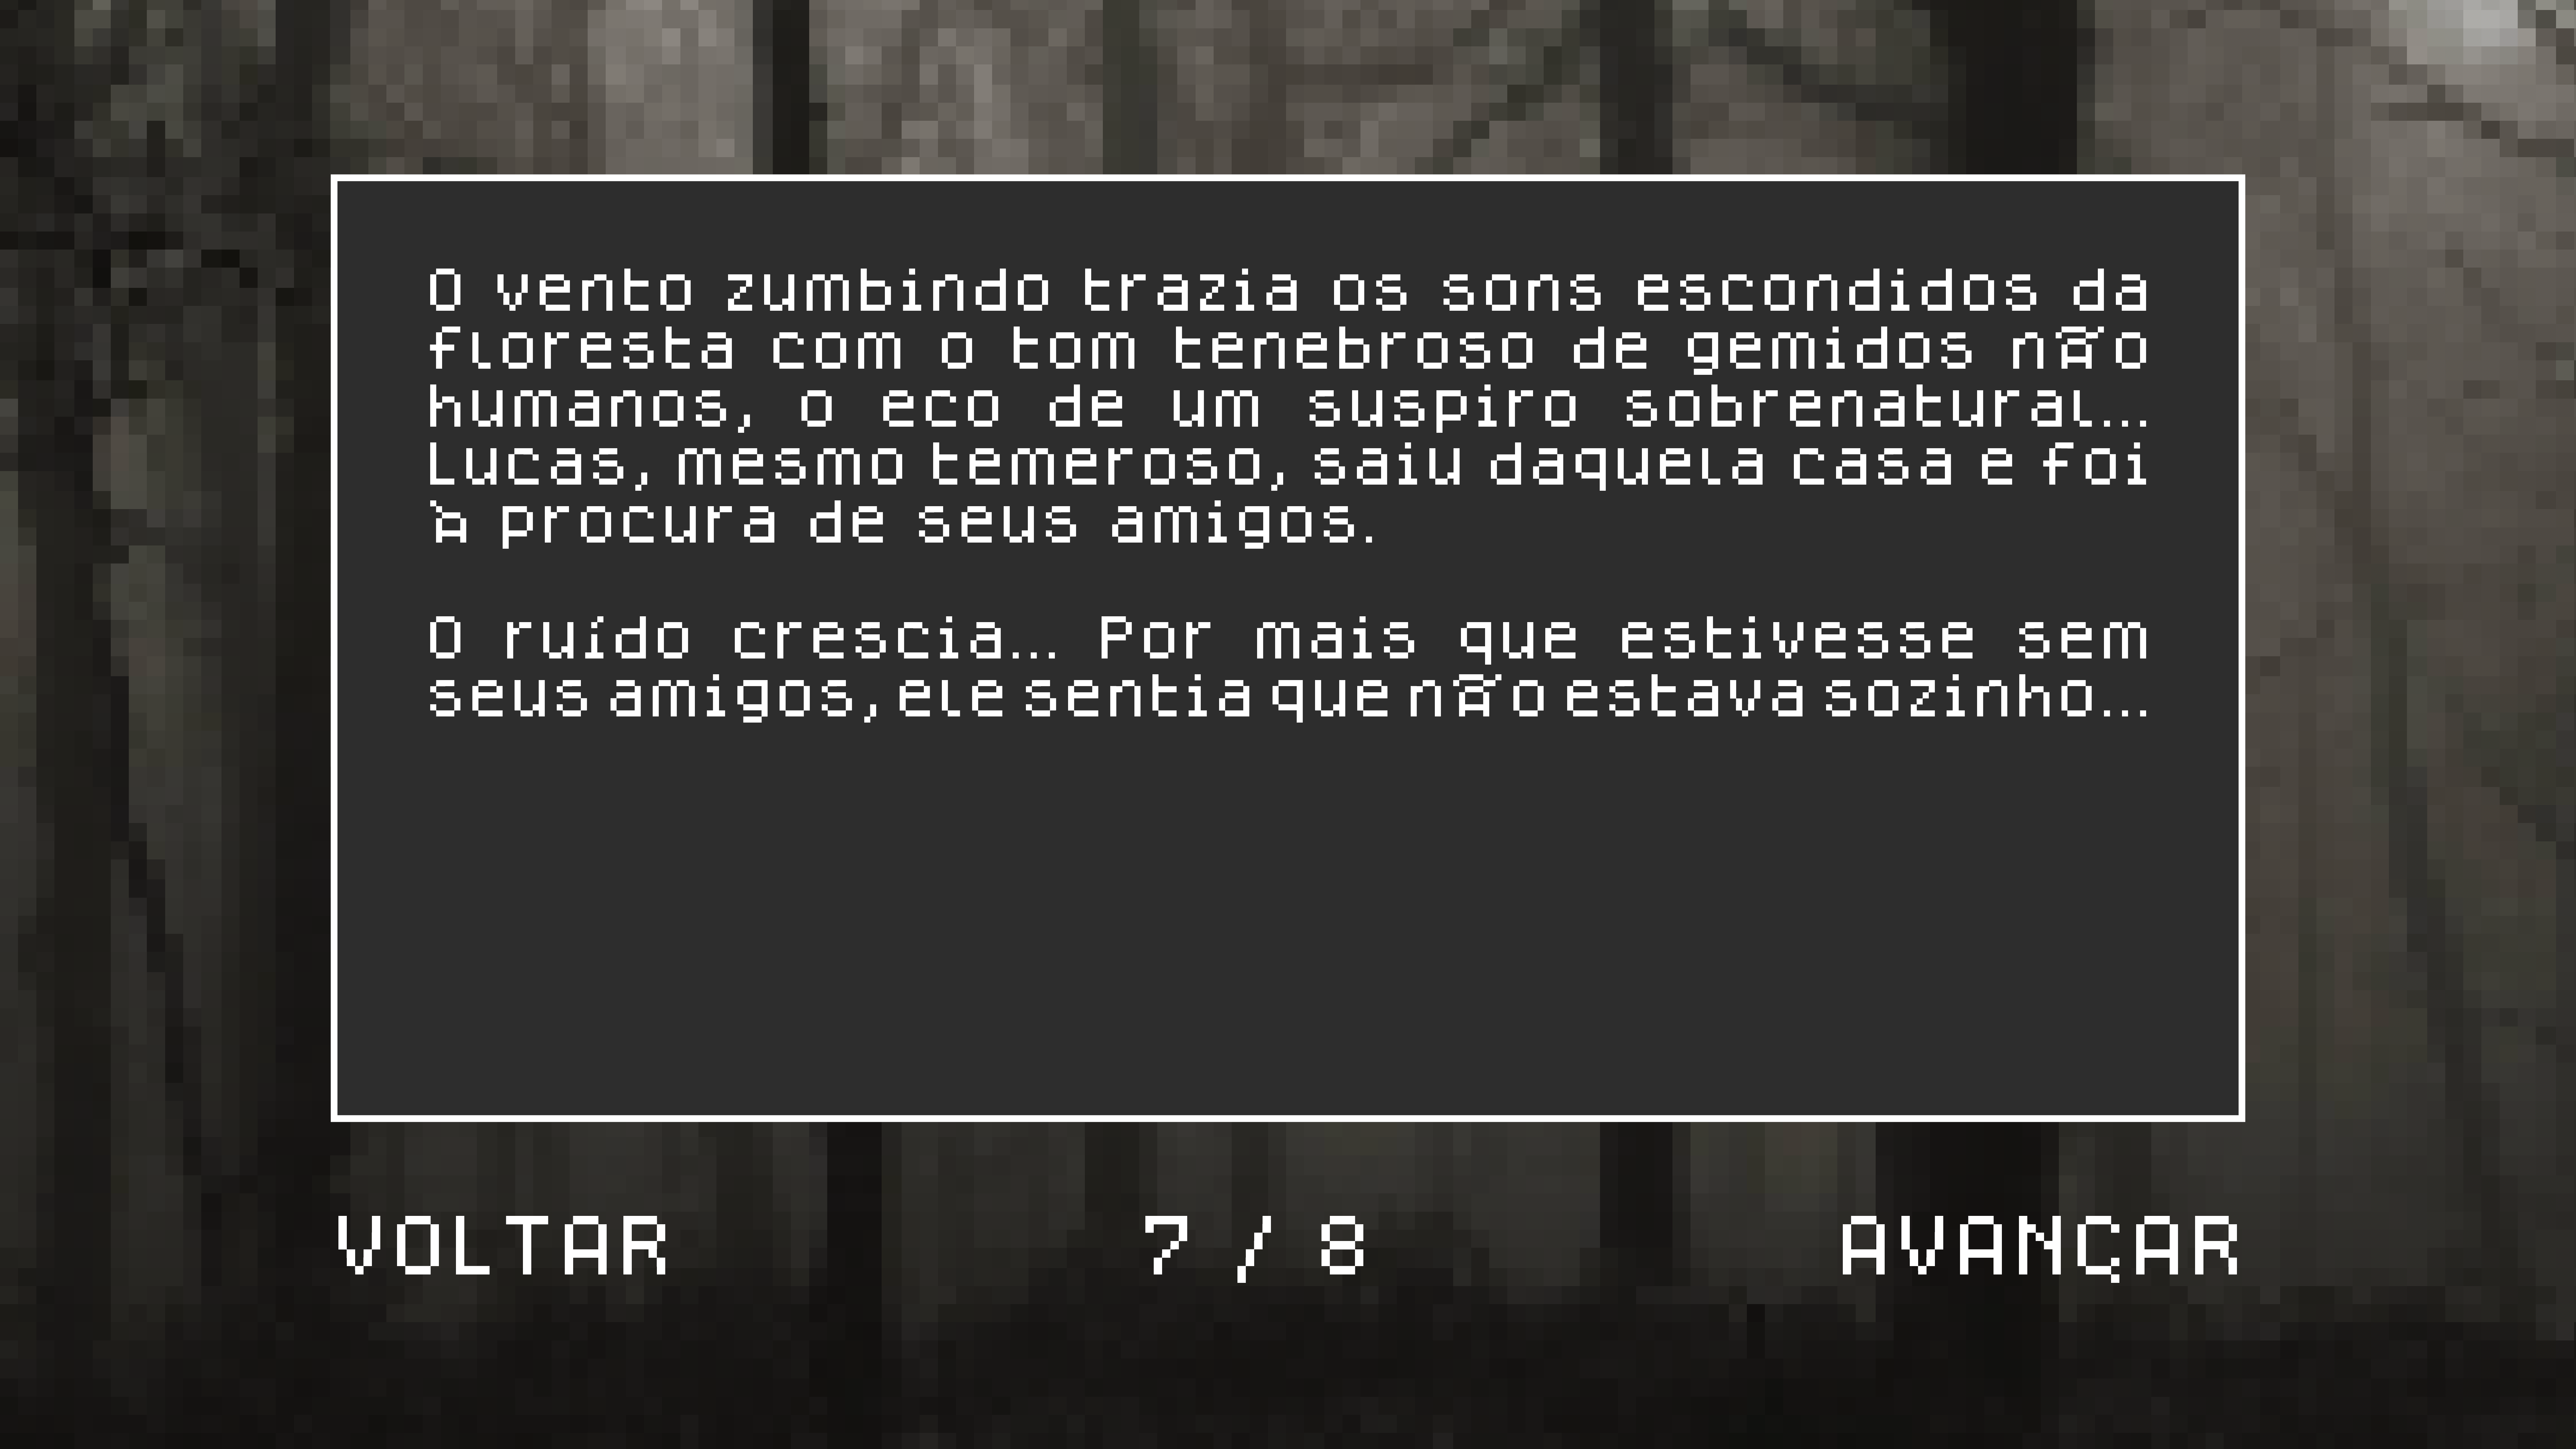 O vento zumbindo trazia os sons escondidos da
floresta com o tom tenebroso de gemidos não
humanos, o eco de um suspiro sobrenatural...
Lucas, mesmo temeroso, saiu daquela casa e foi
à procura de seus amigos.
O ruído crescia... Por mais que estivesse sem
seus amigos, ele sentia que não estava sozinho...
VOLTAR
7 / 8
AVANÇAR